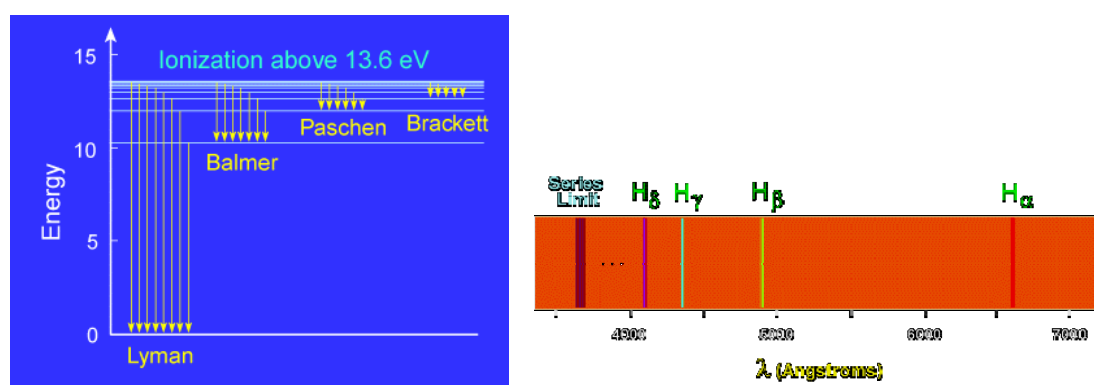 15
Ionization above 13.6 eV
Paschen
Brackett
Balmer
10
Energy
5
0
Lyman
Series
Limit
Hδ
Hγ
Hβ
Hα
...
4000
5000
6000
7000
λ (Angstroms)